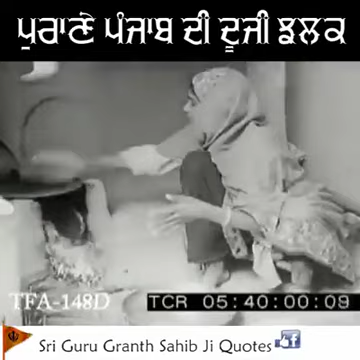 ਪੁਰਾਣੇ ਪੰਜਾਬ ਦੀ ਦੂਜੀ ਝਲਕ
TFA-148D
TCR 05:40:00:09
Sri Guru Granth Sahib Ji Quotes